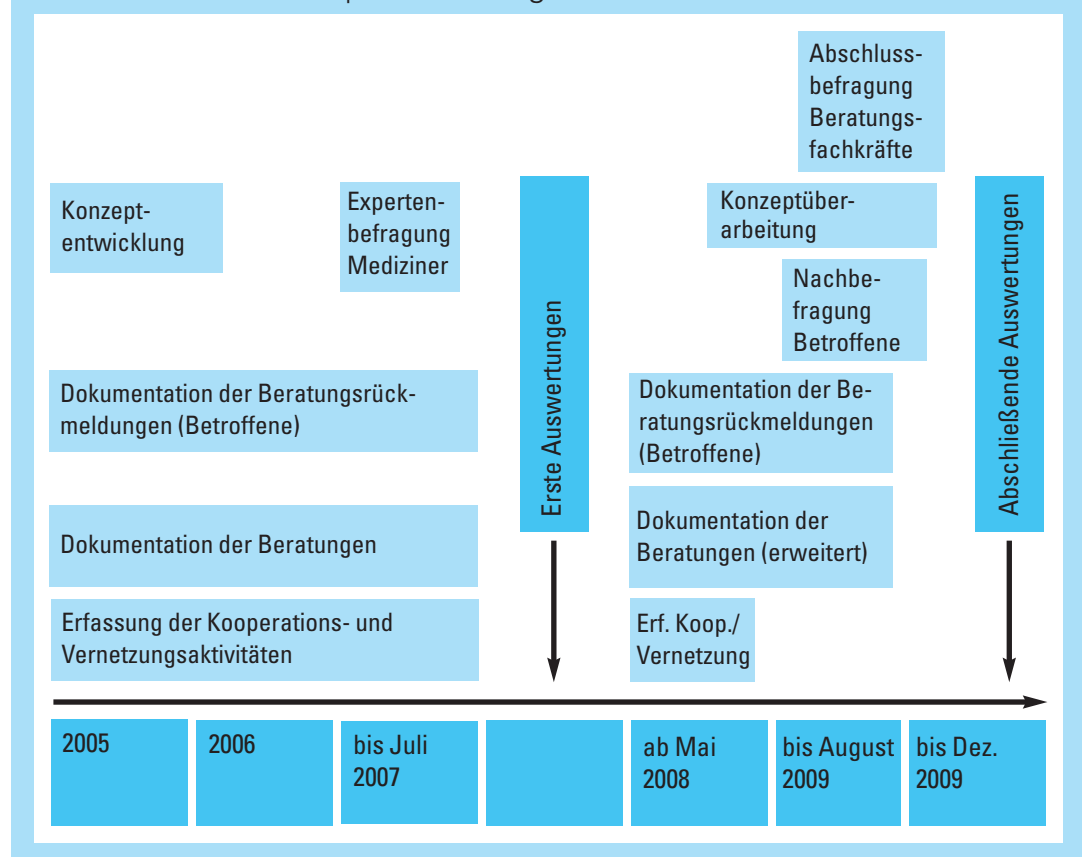 Abschluss-
befragung
Beratungs-
fachkräfte
Konzept-
entwicklung
Experten-
befragung
Mediziner
Erste Auswertungen
Konzeptüber-
arbeitung
Nachbe-
fragung
Betroffene
Abschließende Auswertungen
Dokumentation der Beratungsrück-
meldungen (Betroffene)
Dokumentation der Be-
ratungsrückmeldungen
(Betroffene)
Dokumentation der Beratungen
Dokumentation der
Beratungen (erweitert)
Erfassung der Kooperations- und
Vernetzungsaktivitäten
Erf. Koop./
Vernetzung
2005
2006
bis Juli
2007
ab Mai
2008
bis August
2009
bis Dez.
2009